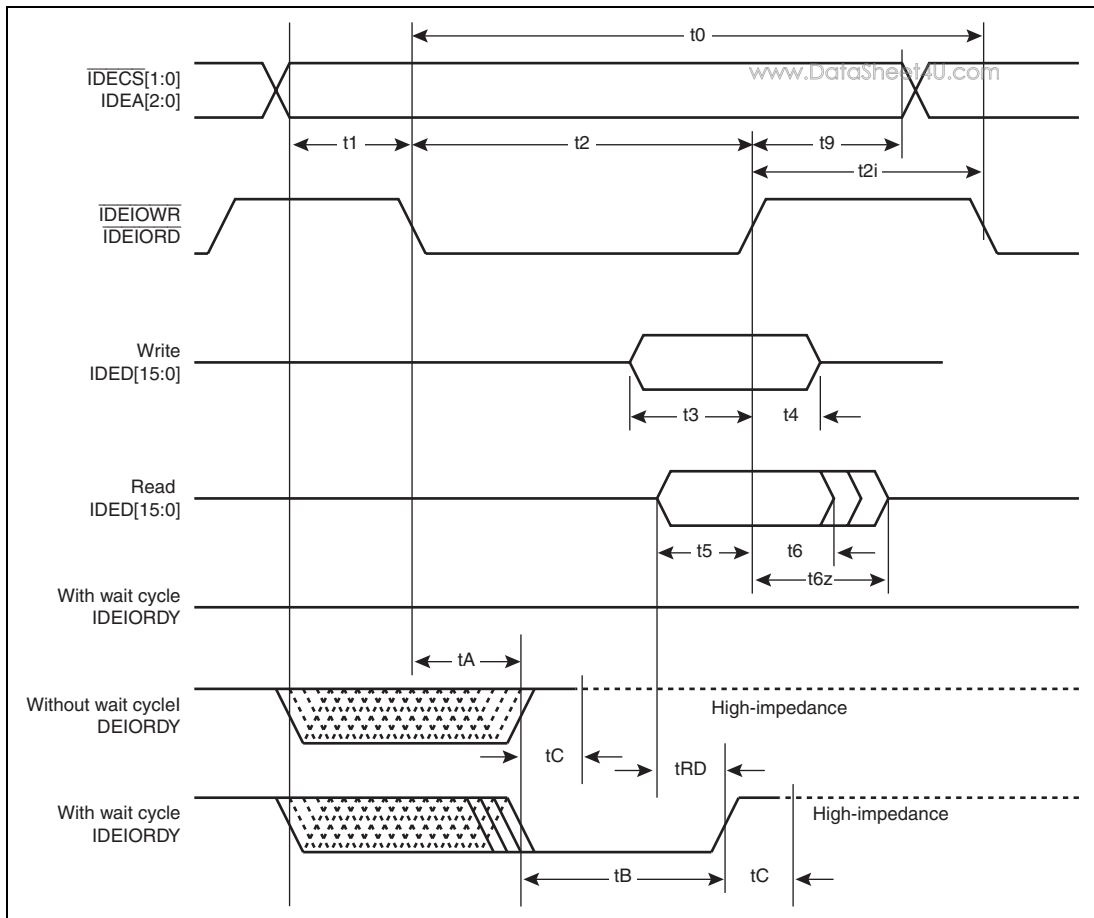 t0
www.DataSheet4U.com
IDECS[1:0]
IDEA[2:0]
t1
t2
t9
t2i
IDEIOWR
IDEIORD
Write
IDED[15:0]
t3
t4
Read
IDED[15:0]
t5
t6
t6z
With wait cycle
IDEIORDY
tA
Without wait cycleI
DEIORDY
High-impedance
tC
tRD
With wait cycle
IDEIORDY
High-impedance
tB
tC